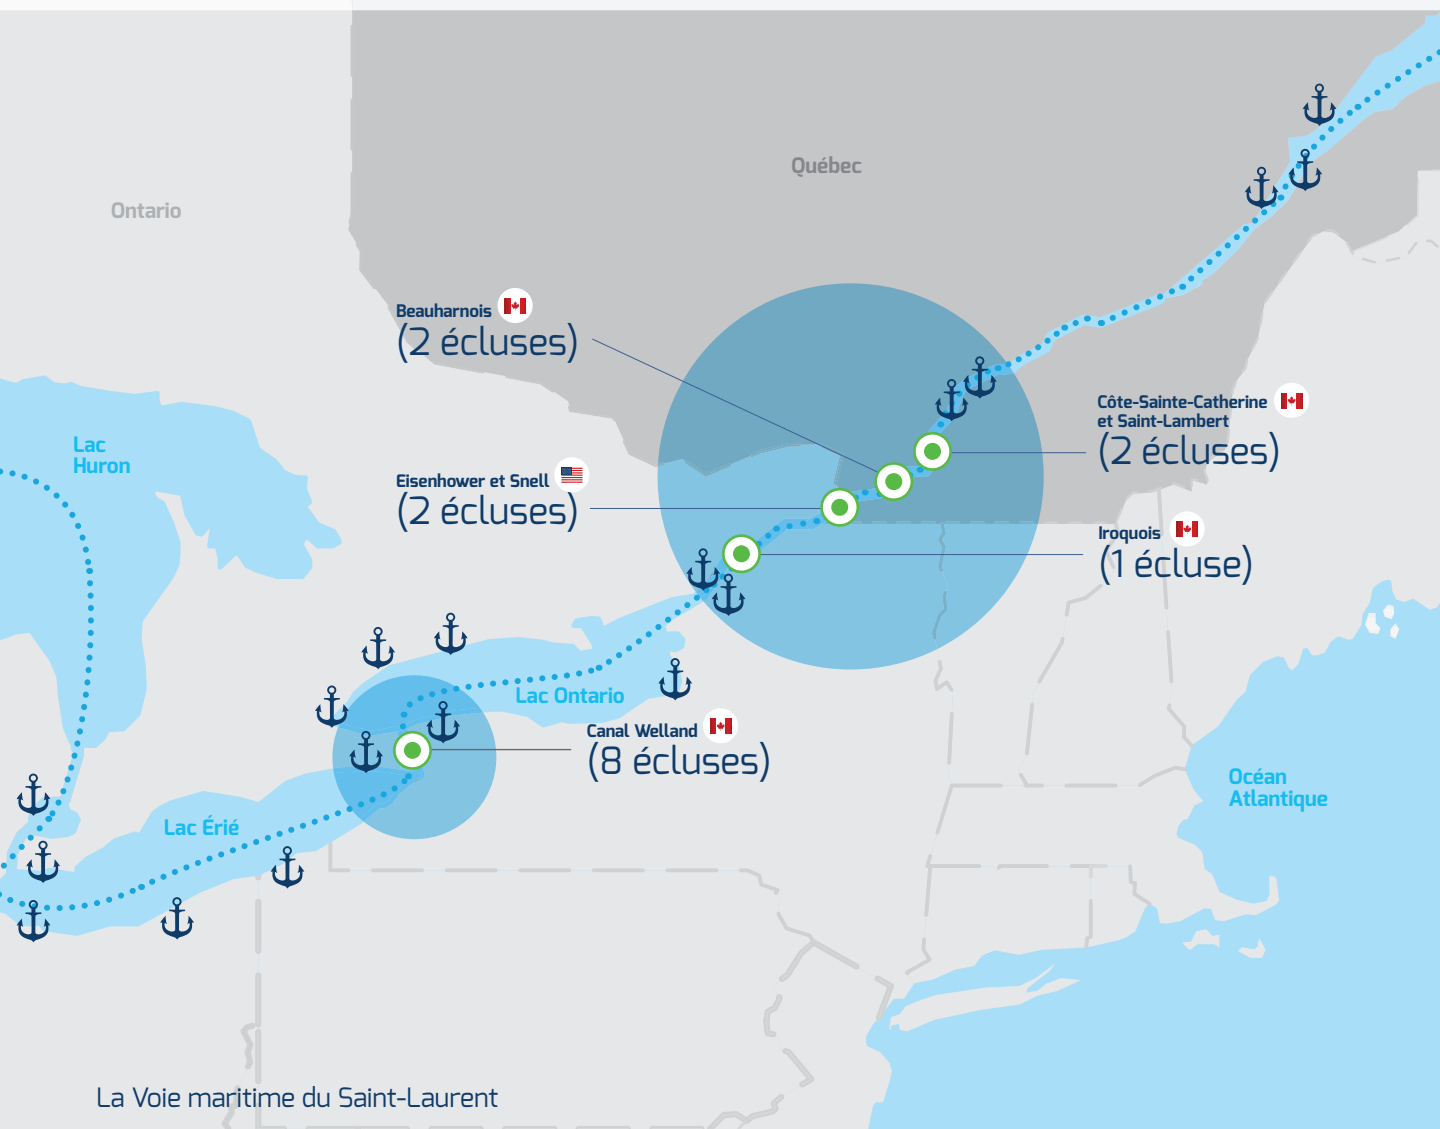 Québec
Ontario
Beauharnois
(2 écluses)
Côte-Sainte-Catherine
et Saint-Lambert
(2 écluses)
Lac
Huron
Eisenhower et Snell
(2 écluses)
Iroquois
(1 écluse)
Lac Ontario
Canal Welland
(8 écluses)
Océan
Atlantique
Lac Érié
La Voie maritime du Saint-Laurent